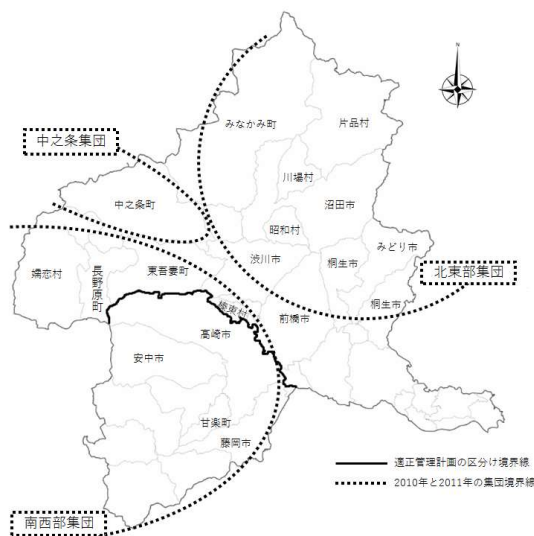 N
みなかみ町
片品村
中之条集団
川場村
中之条町
沼田市
昭和村
みどり市
嬬恋村
長野原町
東吾妻町
渋川市
桐生市
北東部集団
桐生市
榛東村
前橋市
高崎市
安中市
甘楽町
藤岡市
適正管理計画の区分け境界線
2010年と2011年の集団境界線
南西部集団